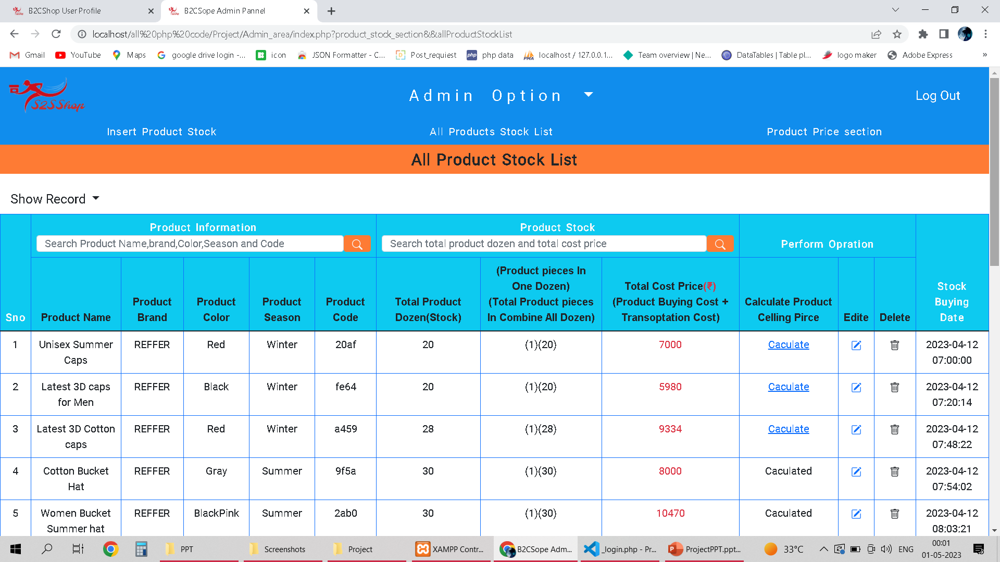 B2CShop User Profile
B2CSope Admin Pannel
localhost/all%20php%20code/Project/Admin_area/index.php?product_stock_section&&allProductStockList
Gmail
YouTube
Maps
google drive login -...
icon
JSON Formatter - C...
Post_requiest
php
php data
PMA
localhost / 127.0.0.1...
Team overview | Ne...
DataTables | Table pl...
logo maker
Adobe Express
»
S2SShop
Admin Option
Log Out
Insert Product Stock
All Products Stock List
Product Price section
All Product Stock List
Show Record
Product Information
Product Stock
Search Product Name,brand,Color,Season and Code
Search total product dozen and total cost price
Perform Opration
Sno
Product Name
Product
Brand
Product
Color
Product
Season
Product
Code
Total Product
Dozen(Stock)
(Product pieces In
One Dozen)
(Total Product pieces
In Combine All Dozen)
Total Cost Price(₹)
(Product Buying Cost +
Transoptation Cost)
Calculate Product
Celling Pirce
Edite
Delete
Stock
Buying
Date
1
Unisex Summer
Caps
REFFER
Red
Winter
20af
20
(1)(20)
7000
Caculate
2023-04-12
07:00:00
2
Latest 3D caps
for Men
REFFER
Black
Winter
fe64
20
(1)(20)
5980
Caculate
2023-04-12
07:20:14
3
Latest 3D Cotton
caps
REFFER
Red
Winter
a459
28
(1)(28)
9334
Caculate
2023-04-12
07:48:22
4
Cotton Bucket
Hat
REFFER
Gray
Summer
9f5a
30
(1)(30)
8000
Caculated
2023-04-12
07:54:02
5
Women Bucket
Summer hat
REFFER
BlackPink
Summer
2ab0
30
(1)(30)
10470
Caculated
2023-04-12
08:03:21
PPT
Screenshots
Project
XAMPP Contr...
B2CSope Adm...
_login.php - Pr...
ProjectPPT.ppt...
33°C
ENG
00:01
01-05-2023